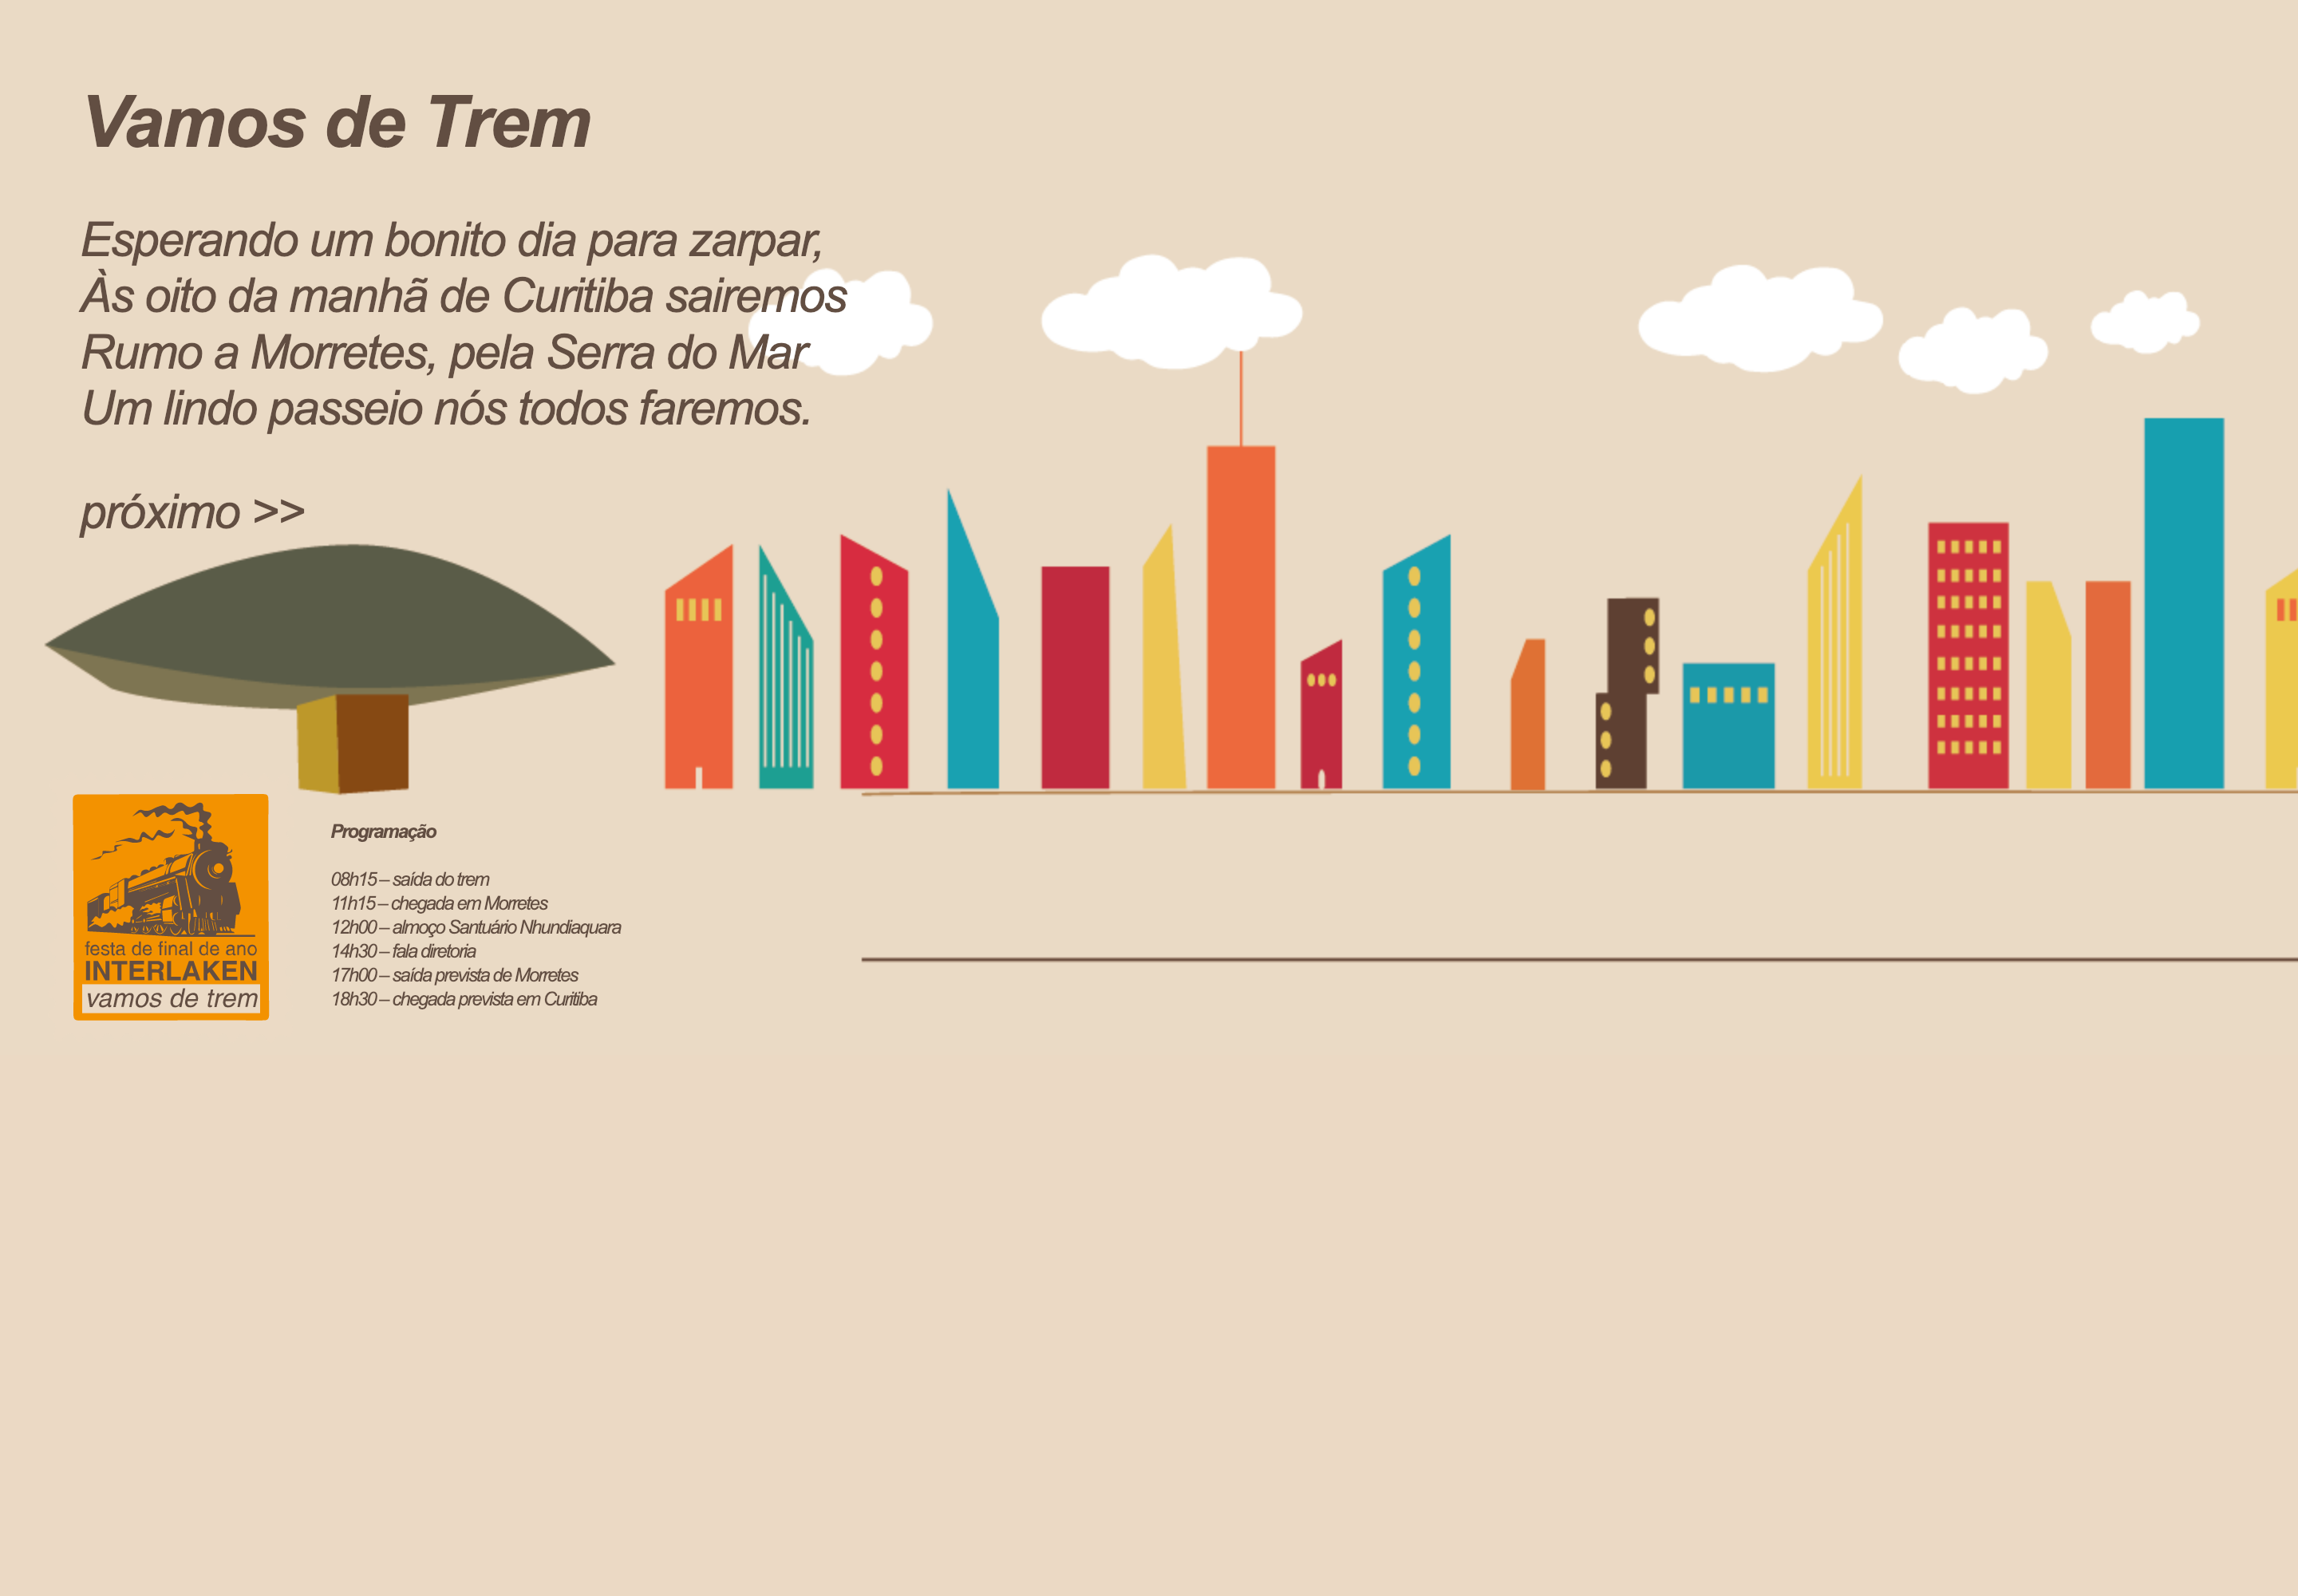 Vamos de Trem
Esperando um bonito dia para zarpar,
Às oito da manhã de Curitiba sairemos
Rumo a Morretes, pela Serra do Mar
Um lindo passeio nós todos faremos.
próximo >>
festa de final de ano
INTERLAKEN
vamos de trem
Programação
08h15 – saída do trem
11h15 – chegada em Morretes
12h00 – almoço Santuário Nhundiaquara
14h30 – fala diretoria
17h00 – saída prevista de Morretes
18h30 – chegada prevista em Curitiba